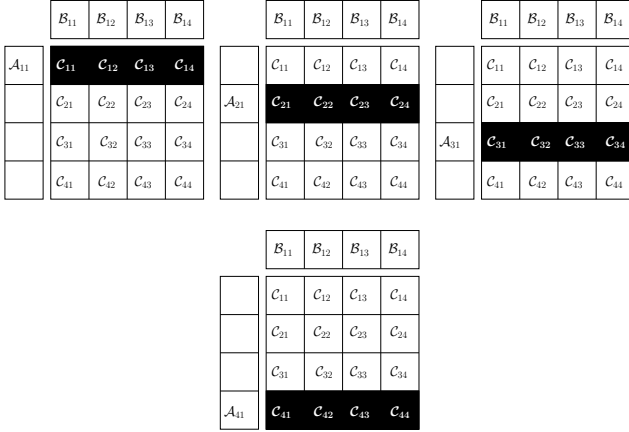 B₁₁ B₁₂ B₁₃ B₁₄
A₁₁ C₁₁ C₁₂ C₁₃ C₁₄
C₂₁ C₂₂ C₂₃ C₂₄
C₃₁ C₃₂ C₃₃ C₃₄
C₄₁ C₄₂ C₄₃ C₄₄
B₁₁ B₁₂ B₁₃ B₁₄
C₁₁ C₁₂ C₁₃ C₁₄
A₂₁ C₂₁ C₂₂ C₂₃ C₂₄
C₃₁ C₃₂ C₃₃ C₃₄
C₄₁ C₄₂ C₄₃ C₄₄
B₁₁ B₁₂ B₁₃ B₁₄
C₁₁ C₁₂ C₁₃ C₁₄
C₂₁ C₂₂ C₂₃ C₂₄
A₃₁ C₃₁ C₃₂ C₃₃ C₃₄
C₄₁ C₄₂ C₄₃ C₄₄
B₁₁ B₁₂ B₁₃ B₁₄
C₁₁ C₁₂ C₁₃ C₁₄
C₂₁ C₂₂ C₂₃ C₂₄
C₃₁ C₃₂ C₃₃ C₃₄
A₄₁ C₄₁ C₄₂ C₄₃ C₄₄